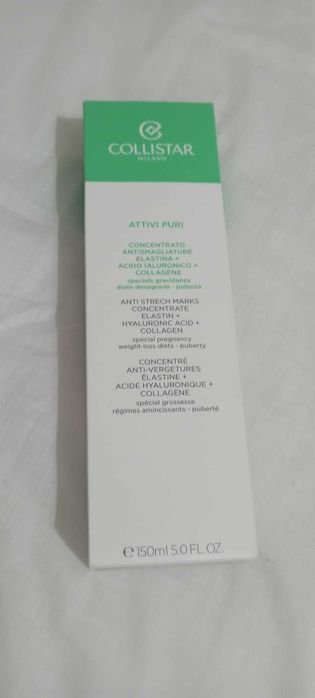 COLLISTAR
MILANO
ATTIVI PURI
CONCENTRATO
ANTISMAGLIATURE
ELASTINA +
ACIDO IALURONICO +
COLLAGENE
speciale gravidanza
diete dimagranti - pubertà
ANTI STRECH MARKS
CONCENTRATE
ELASTIN +
HYALURONIC ACID +
COLLAGEN
special pregnancy
weight-loss diets - puberty
CONCENTRÉ
ANTI-VERGETURES
ÉLASTINE +
ACIDE HYALURONIQUE +
COLLAGÈNE
spécial grossesse
régimes amincissants - puberté
℮ 150ml 5.0 FL.OZ.